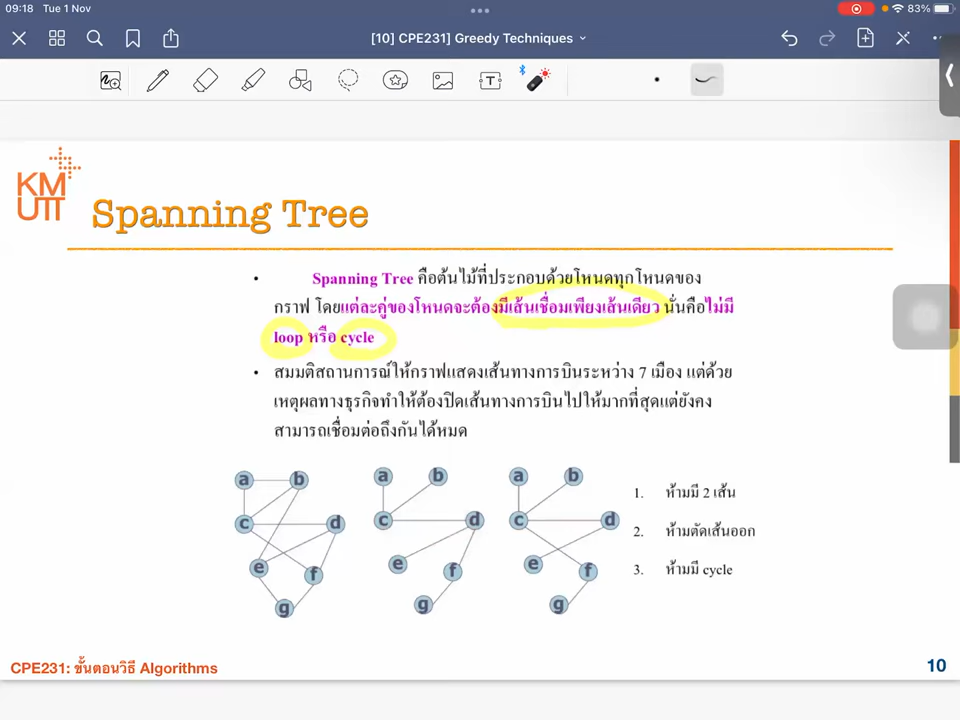 09:18 Tue 1 Nov
83%
[10] CPE231] Greedy Techniques
KM
UTT
Spanning Tree
• Spanning Tree คือต้นไม้ที่ประกอบด้วยโหนดทุกโหนดของ
กราฟ โดยแต่ละคู่ของโหนดจะต้องมีเส้นเชื่อมเพียงเส้นเดียว นั่นคือไม่มี
loop หรือ cycle
• สมมติสถานการณ์ให้กราฟแสดงเส้นทางการบินระหว่าง 7 เมือง แต่ด้วย
เหตุผลทางธุรกิจทำให้ต้องปิดเส้นทางการบินไปให้มากที่สุดแต่ยังคง
สามารถเชื่อมต่อถึงกันได้หมด
a b a b a b
c d c d c d
e f e f e f
g g g
1. ห้ามมี 2 เส้น
2. ห้ามตัดเส้นออก
3. ห้ามมี cycle
CPE231: ขั้นตอนวิธี Algorithms
10